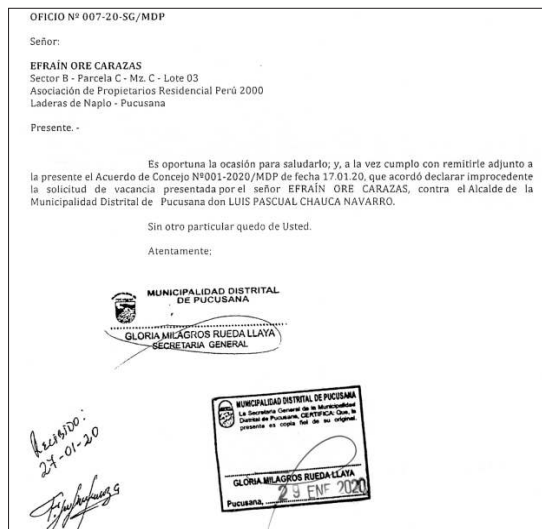 OFICIO Nº 007-20-SG/MDP
Señor:
EFRAÍN ORE CARAZAS
Sector B - Parcela C - Mz. C - Lote 03
Asociación de Propietarios Residencial Perú 2000
Laderas de Naplo - Pucusana
Presente. -
Es oportuna la ocasión para saludarlo; y, a la vez cumplo con remitirle adjunto a
la presente el Acuerdo de Concejo Nº001-2020/MDP de fecha 17.01.20, que acordó declarar improcedente
la solicitud de vacancia presentada por el señor EFRAÍN ORE CARAZAS, contra el Alcalde de la
Municipalidad Distrital de Pucusana don LUIS PASCUAL CHAUCA NAVARRO.
Sin otro particular quedo de Usted.
Atentamente;
MUNICIPALIDAD DISTRITAL
DE PUCUSANA
GLORIA MILAGROS RUEDA LLAYA
SECRETARIA GENERAL
Recibido:
27-01-20
MUNICIPALIDAD DISTRITAL DE PUCUSANA
La Secretaria General de la Municipalidad
Distrital de Pucusana, CERTIFICA: Que, la
presente es copia fiel de su original.
GLORIA MILAGROS RUEDA LLAYA
Pucusana, 29 ENE 2020